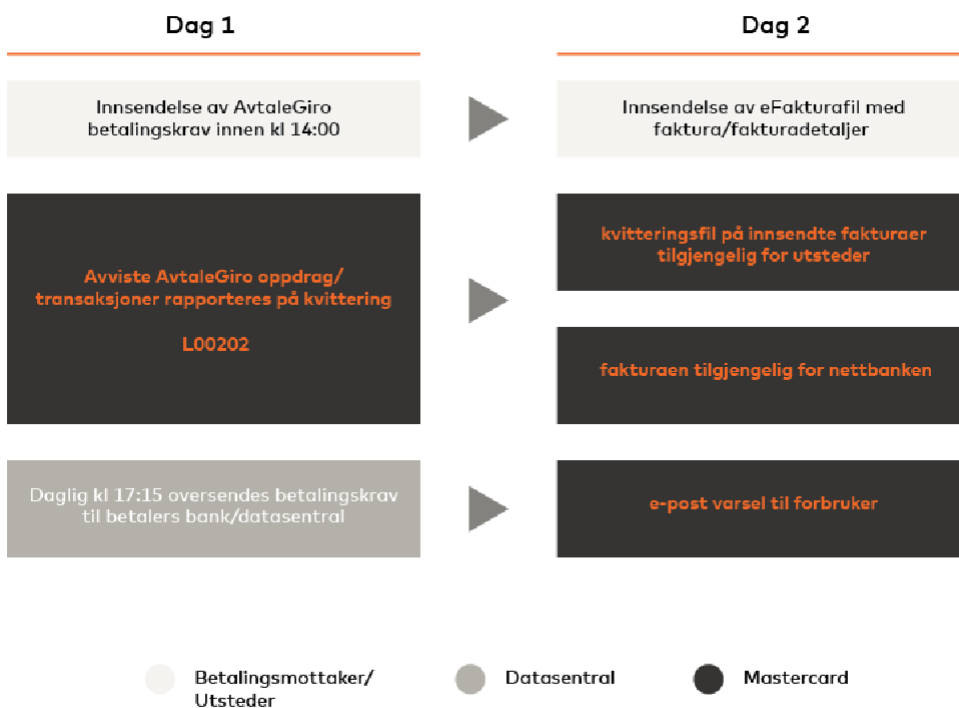 Dag 1
Dag 2
Innsendelse av AvtaleGiro
betalingskrav innen kl 14:00
Innsendelse av eFakturafil med
faktura/fakturadetaljer
Avviste AvtaleGiro oppdrag/
transaksjoner rapporteres på kvittering
L00202
kvitteringsfil på innsendte fakturaer
tilgjengelig for utsteder
fakturaen tilgjengelig for nettbanken
Daglig kl 17:15 oversendes betalingskrav
til betalers bank/datasentral
e-post varsel til forbruker
Betalingsmottaker/
Utsteder
Datasentral
Mastercard